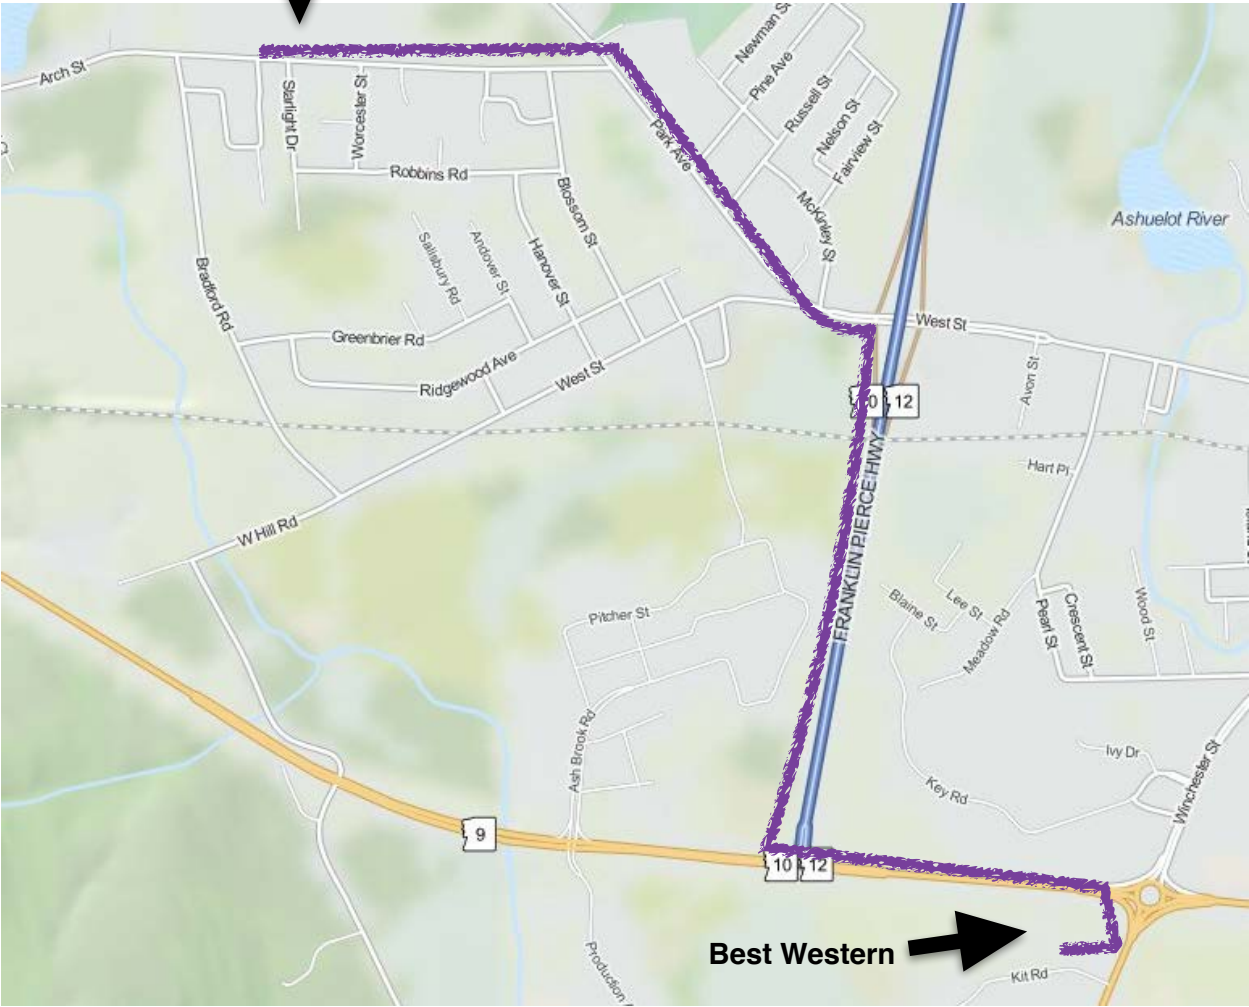 Newman St
Pine Ave
Arch St
Starlight Dr
Worcester St
Russell St
Nelson St
Park Ave
Fairview St
Robbins Rd
Blossom St
McKinley St
Ashuelot River
Salisbury Rd
Andover St
Hanover St
Bradford Rd
West St
Greenbrier Rd
Ridgewood Ave
West St
Avon St
12
FRANKLIN PIERCE HWY
Hart Pl
W Hill Rd
Blaine St
Lee St
Meadow Rd
Pearl St
Crescent St
Wood St
Pitcher St
Ash Brook Rd
Ivy Dr
Winchester St
Key Rd
9
10
12
Best Western
Production
Kit Rd